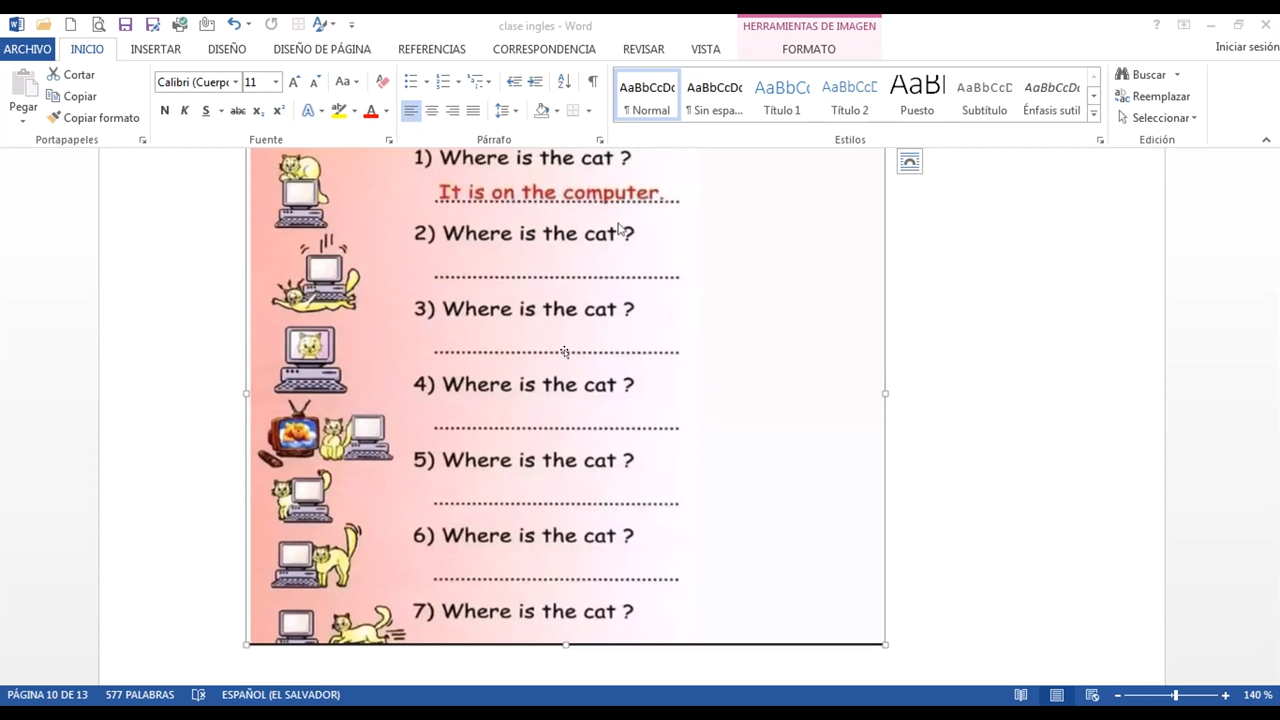 clase ingles - Word
HERRAMIENTAS DE IMAGEN
ARCHIVO INICIO INSERTAR DISEÑO DISEÑO DE PÁGINA REFERENCIAS CORRESPONDENCIA REVISAR VISTA FORMATO Iniciar sesión
Pegar
Cortar
Copiar
Copiar formato
Portapapeles
Calibri (Cuerpo 11
N K S abc x₂ x²
Fuente
Párrafo
AaBbCcDc AaBbCcDc AaBbCc AaBbCc AaBl AaBbCcD AaBbCcDc
¶ Normal ¶ Sin espa... Título 1 Título 2 Puesto Subtítulo Énfasis sutil
Estilos
Buscar
Reemplazar
Seleccionar
Edición
1) Where is the cat ?
It is on the computer.
2) Where is the cat ?
3) Where is the cat ?
4) Where is the cat ?
5) Where is the cat ?
6) Where is the cat ?
7) Where is the cat ?
PÁGINA 10 DE 13 577 PALABRAS ESPAÑOL (EL SALVADOR) 140 %